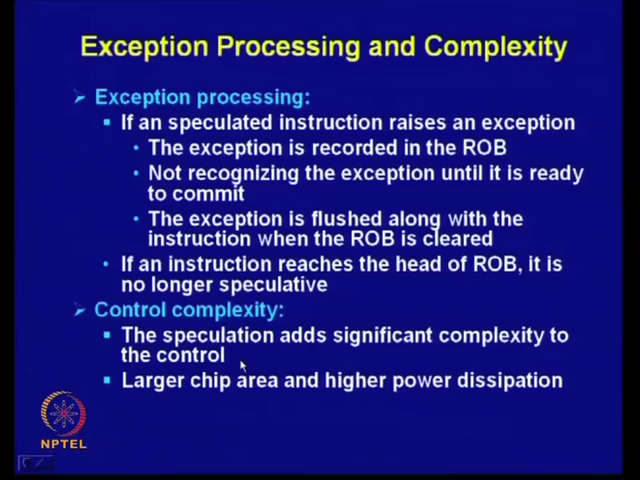 Exception Processing and Complexity
Exception processing:
If an speculated instruction raises an exception
The exception is recorded in the ROB
Not recognizing the exception until it is ready
to commit
The exception is flushed along with the
instruction when the ROB is cleared
If an instruction reaches the head of ROB, it is
no longer speculative
Control complexity:
The speculation adds significant complexity to
the control
Larger chip area and higher power dissipation
NPTEL